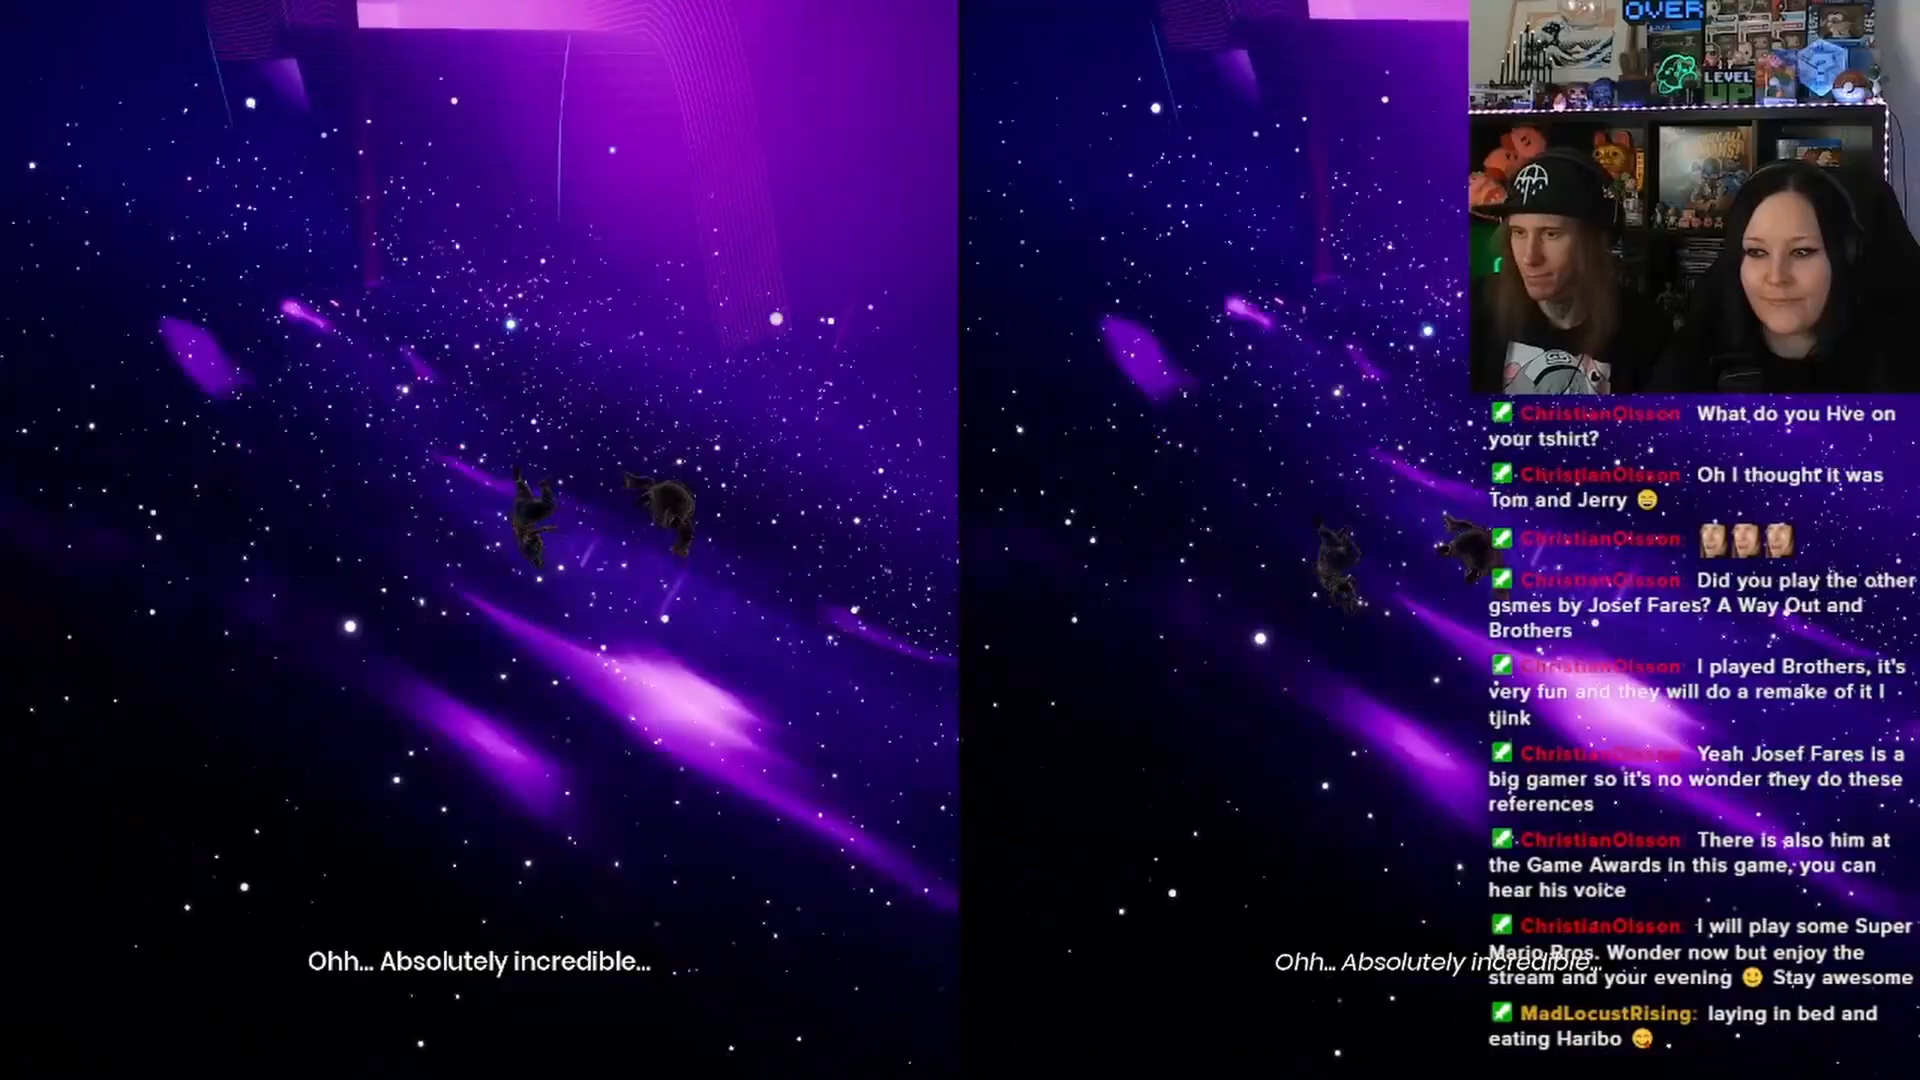 OVER
LEVEL
UP
ChristianOlsson What do you Hve on
your tshirt?
ChristianOlsson Oh I thought it was
Tom and Jerry
ChristianOlsson
ChristianOlsson Did you play the other
gsmes by Josef Fares? A Way Out and
Brothers
ChristianOlsson I played Brothers, it's
very fun and they will do a remake of it I
tjink
ChristianOlsson Yeah Josef Fares is a
big gamer so it's no wonder they do these
references
ChristianOlsson There is also him at
the Game Awards in this game, you can
hear his voice
ChristianOlsson I will play some Super
Mario Bros. Wonder now but enjoy the
stream and your evening 🙂 Stay awesome
MadLocustRising: laying in bed and
eating Haribo 😋
Ohh... Absolutely incredible...
Ohh... Absolutely incredible...